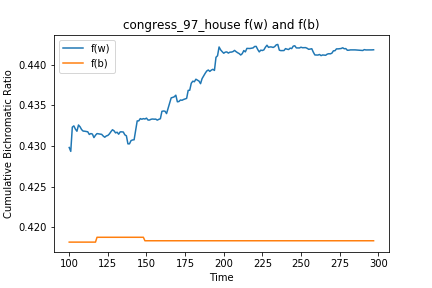 congress_97_house f(w) and f(b)
f(w)
f(b)
Cumulative Bichromatic Ratio
0.440
0.435
0.430
0.425
0.420
100 125 150 175 200 225 250 275 300
Time